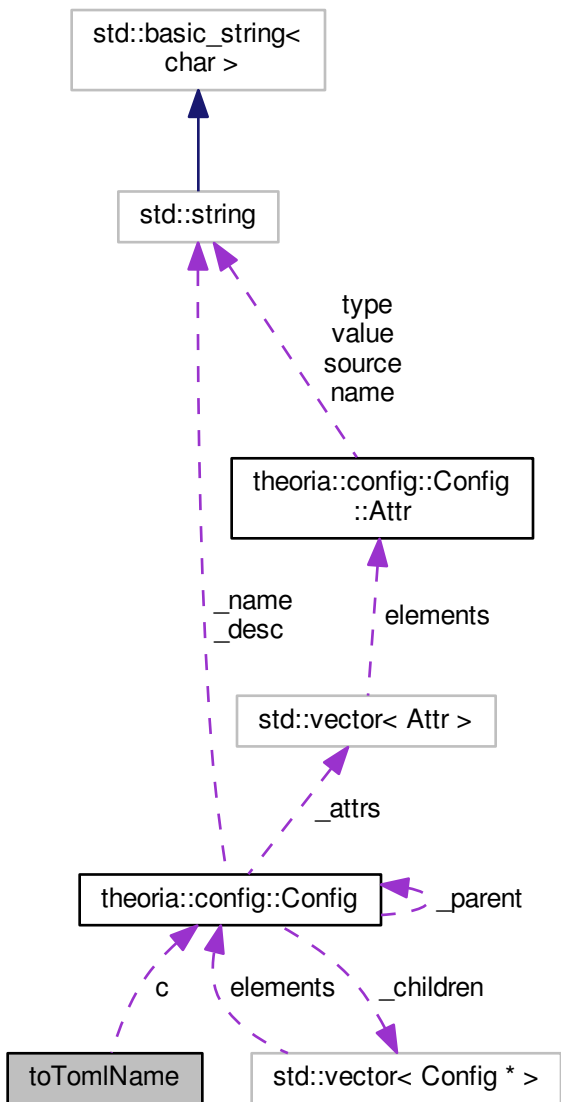 std::basic_string<
char >
std::string
type
value
source
name
theoria::config::Config
::Attr
_name
_desc
elements
std::vector< Attr >
_attrs
theoria::config::Config
_parent
c
elements
_children
toTomlName
std::vector< Config * >